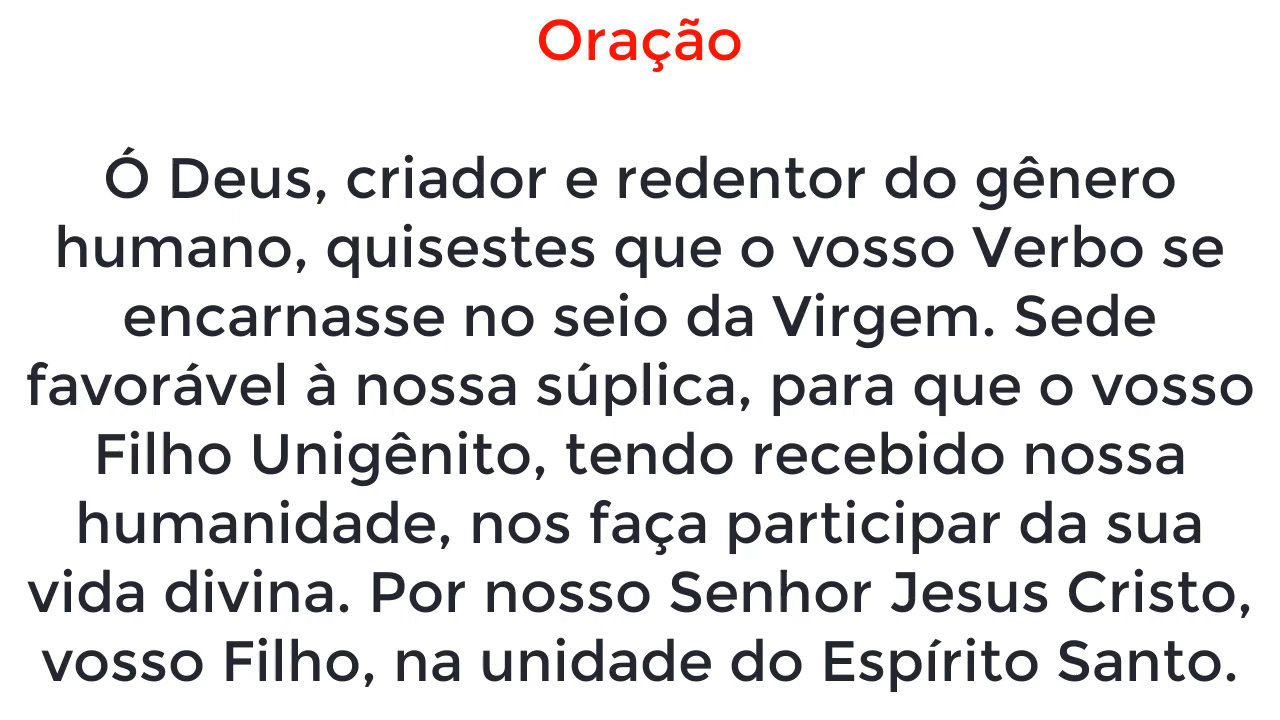 Oração
Ó Deus, criador e redentor do gênero
humano, quisestes que o vosso Verbo se
encarnasse no seio da Virgem. Sede
favorável à nossa súplica, para que o vosso
Filho Unigênito, tendo recebido nossa
humanidade, nos faça participar da sua
vida divina. Por nosso Senhor Jesus Cristo,
vosso Filho, na unidade do Espírito Santo.